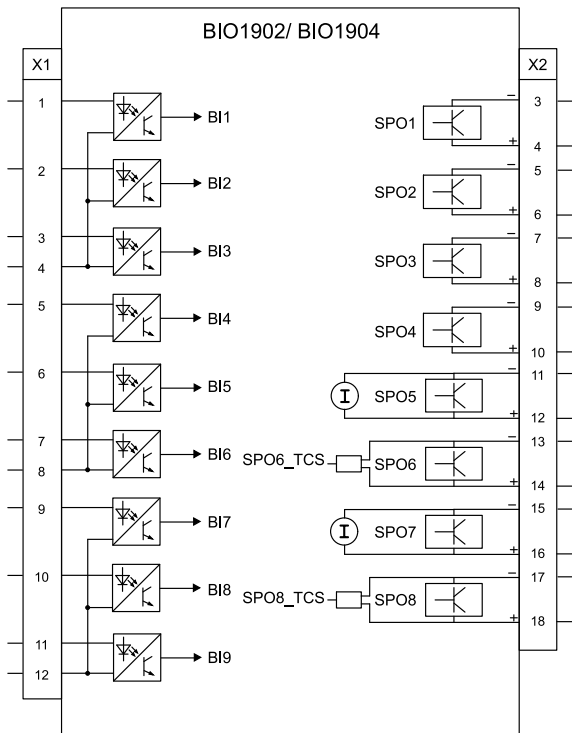 BIO1902/ BIO1904
X1
1
2
3
4
5
6
7
8
9
10
11
12
BI1
BI2
BI3
BI4
BI5
BI6
BI7
BI8
BI9
SPO1
SPO2
SPO3
SPO4
I SPO5
SPO6_TCS SPO6
I SPO7
SPO8_TCS SPO8
X2
− 3
+ 4
− 5
+ 6
− 7
+ 8
− 9
+ 10
− 11
+ 12
− 13
+ 14
− 15
+ 16
− 17
+ 18